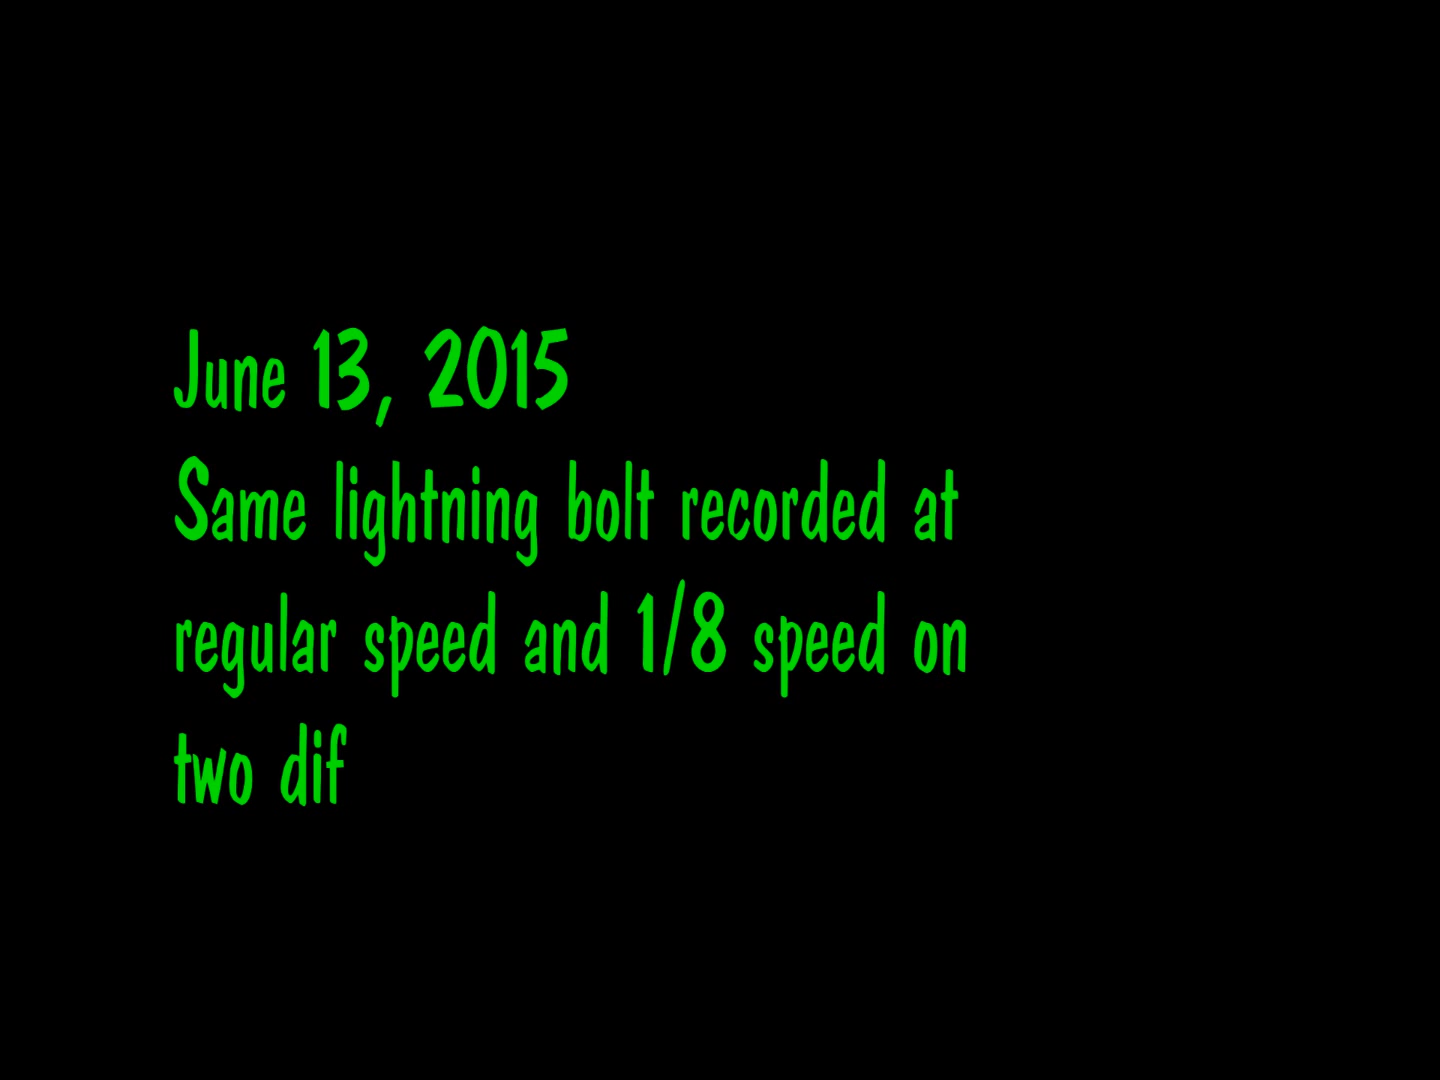 June 13, 2015
Same lightning bolt recorded at
regular speed and 1/8 speed on
two dif